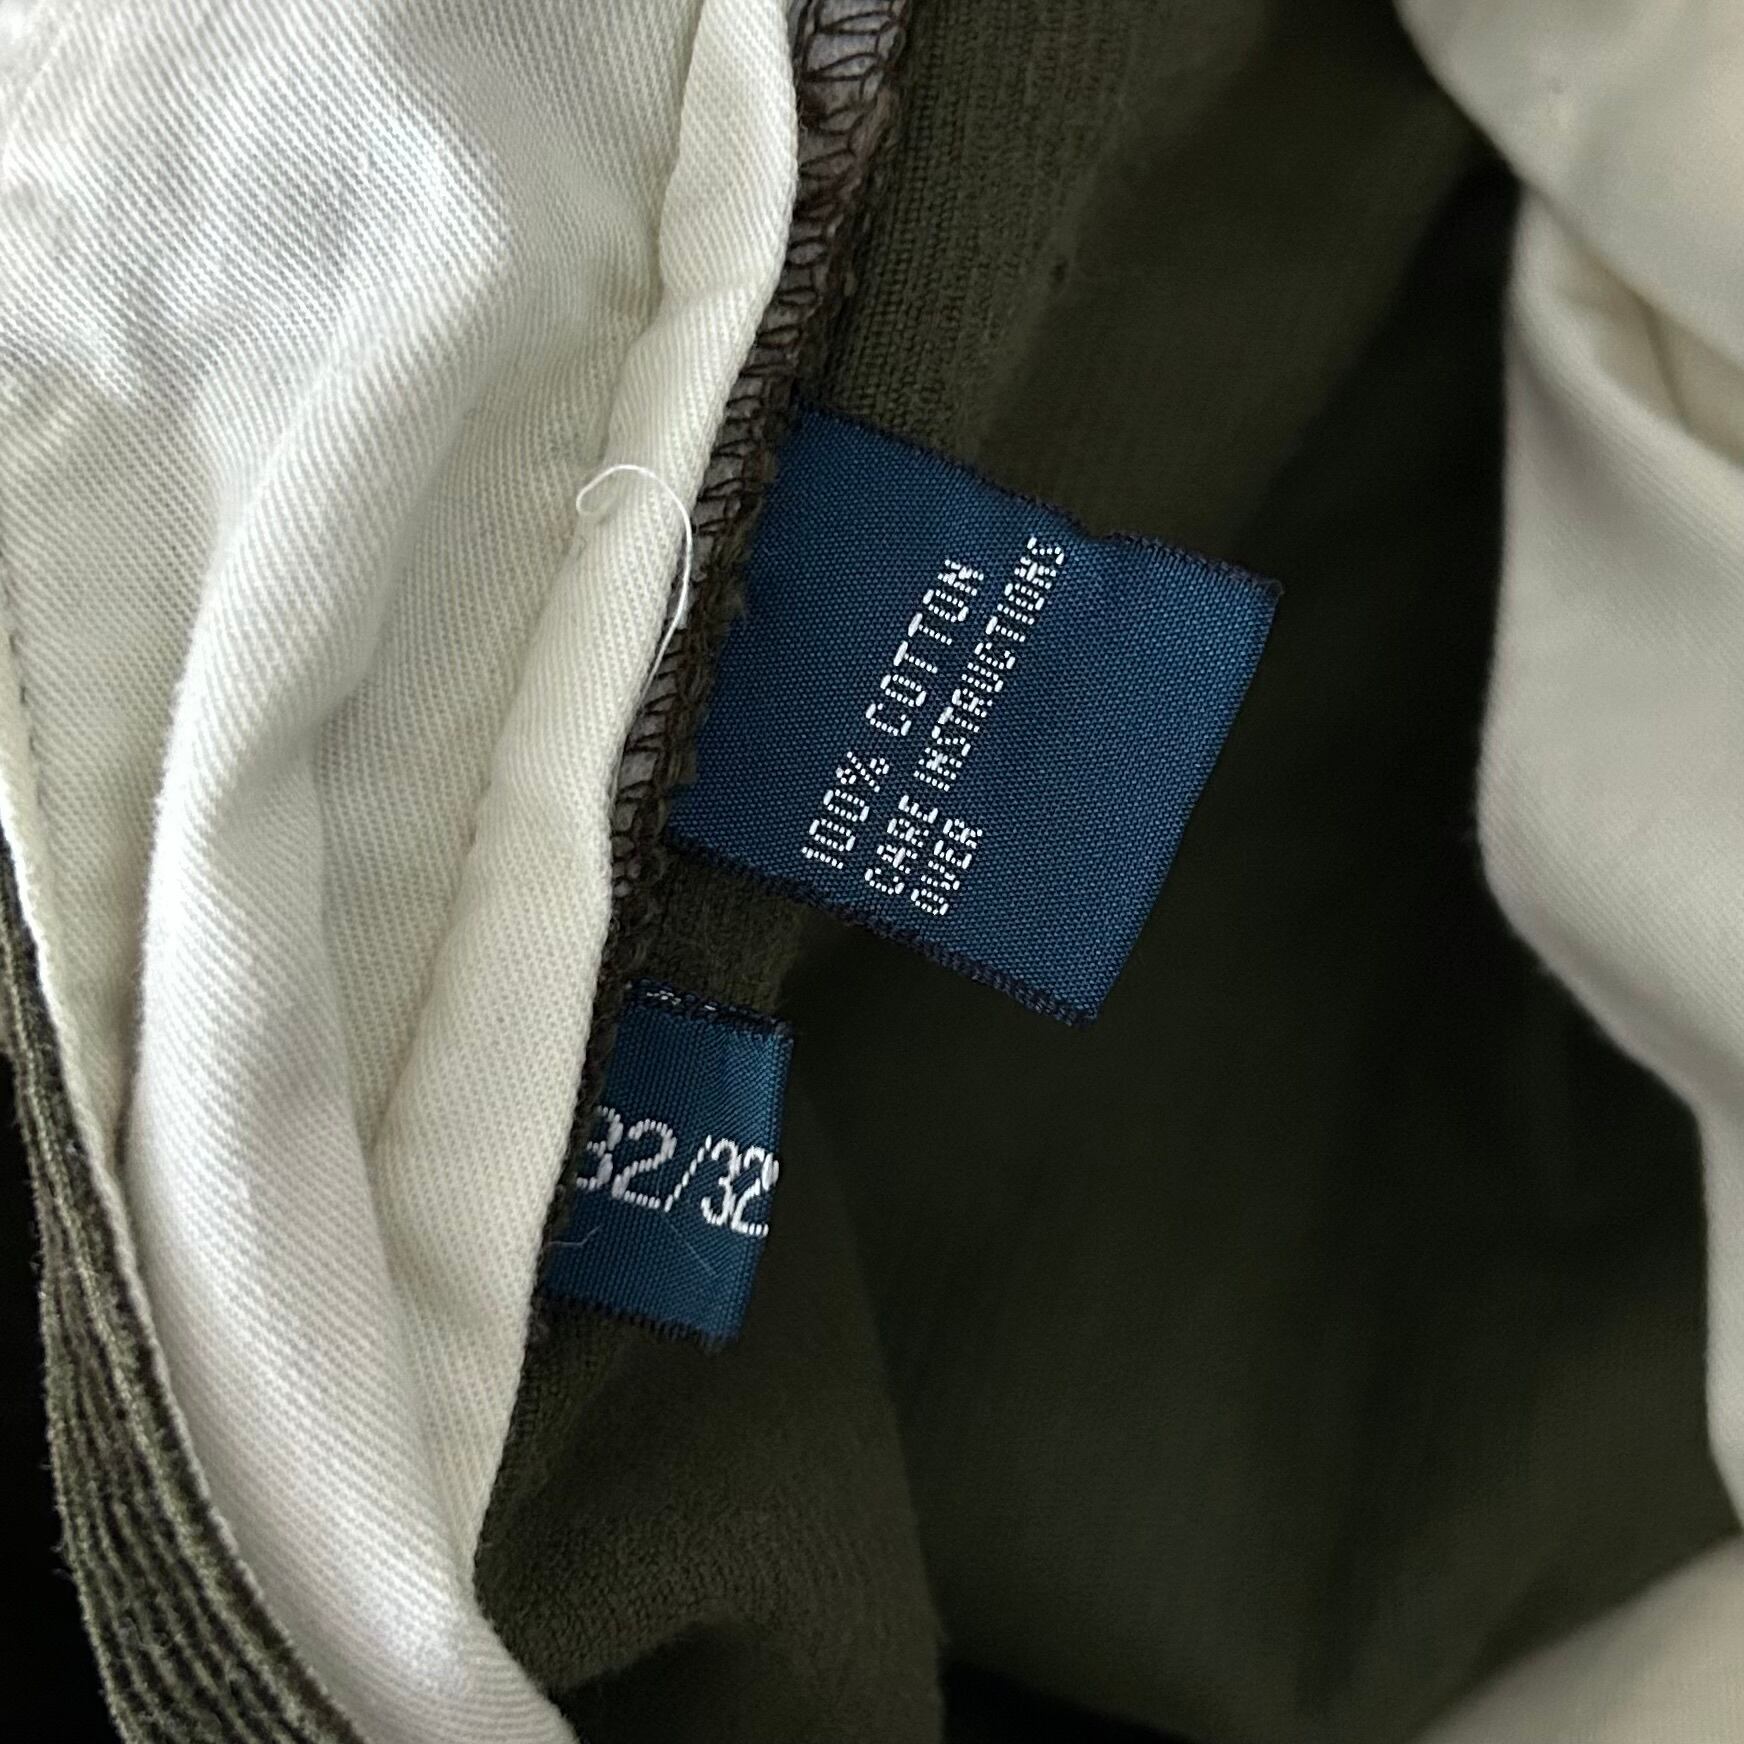 100% COTTON
CARE INSTRUCTIONS
OVER
32/32